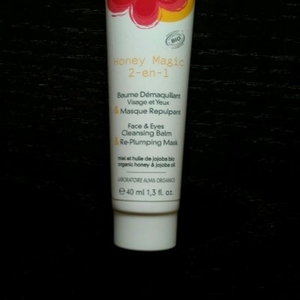 BIO
Honey Magic
2-en-1
Baume Démaquillant
Visage et Yeux
& Masque Repulpant
Face & Eyes
Cleansing Balm
& Re-Plumping Mask
miel et huile de jojoba bio
organic honey & jojoba oil
LABORATOIRE ALMA ORGANICS
e 40 ml 1,3 fl. oz.